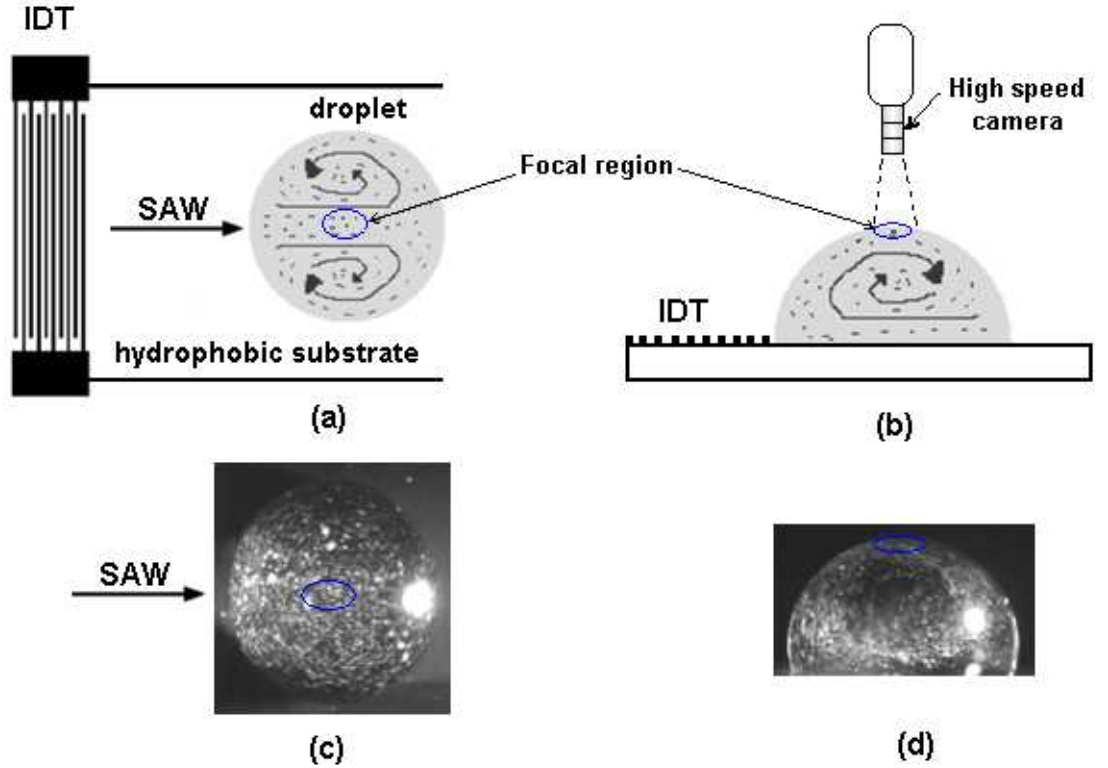 IDT
droplet
SAW
hydrophobic substrate
(a)
Focal region
High speed
camera
IDT
(b)
SAW
(c)
(d)